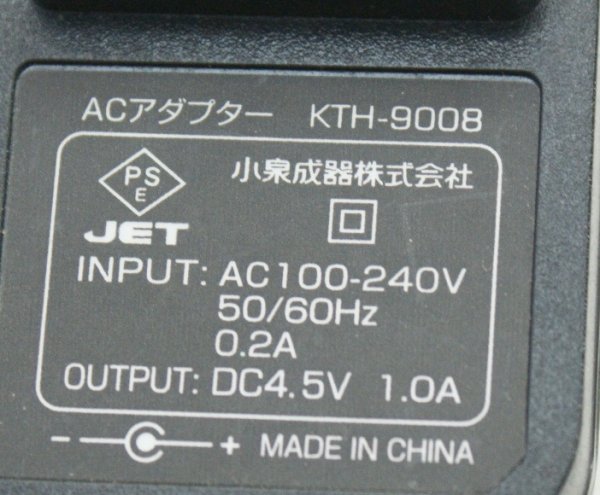 ACアダプター KTH-9008
PS
E
小泉成器株式会社
JET
INPUT: AC100-240V
50/60Hz
0.2A
OUTPUT: DC4.5V 1.0A
- + MADE IN CHINA